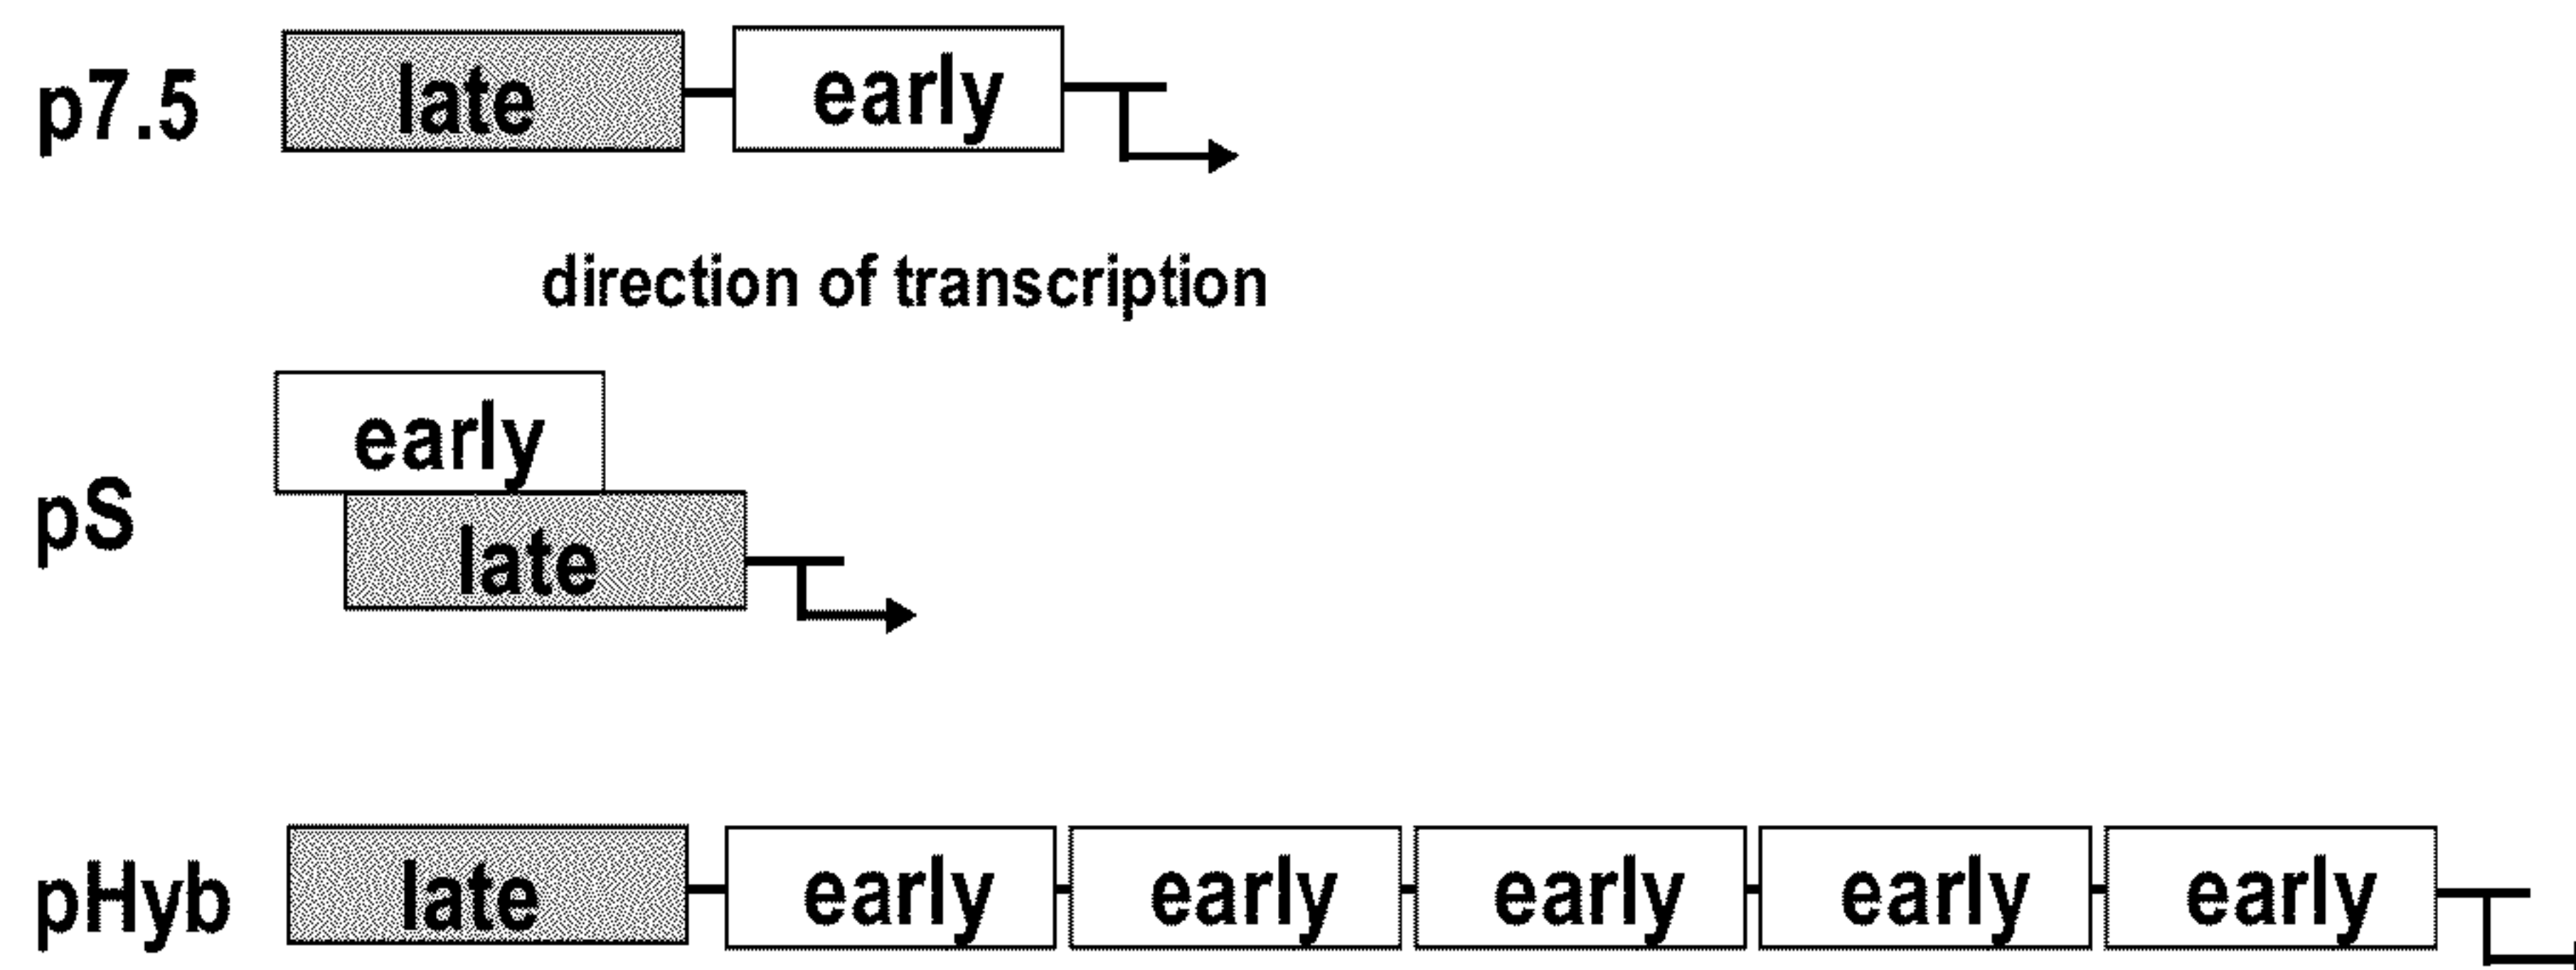 p7.5 late early
direction of transcription
early
pS late
pHyb late early early early early early